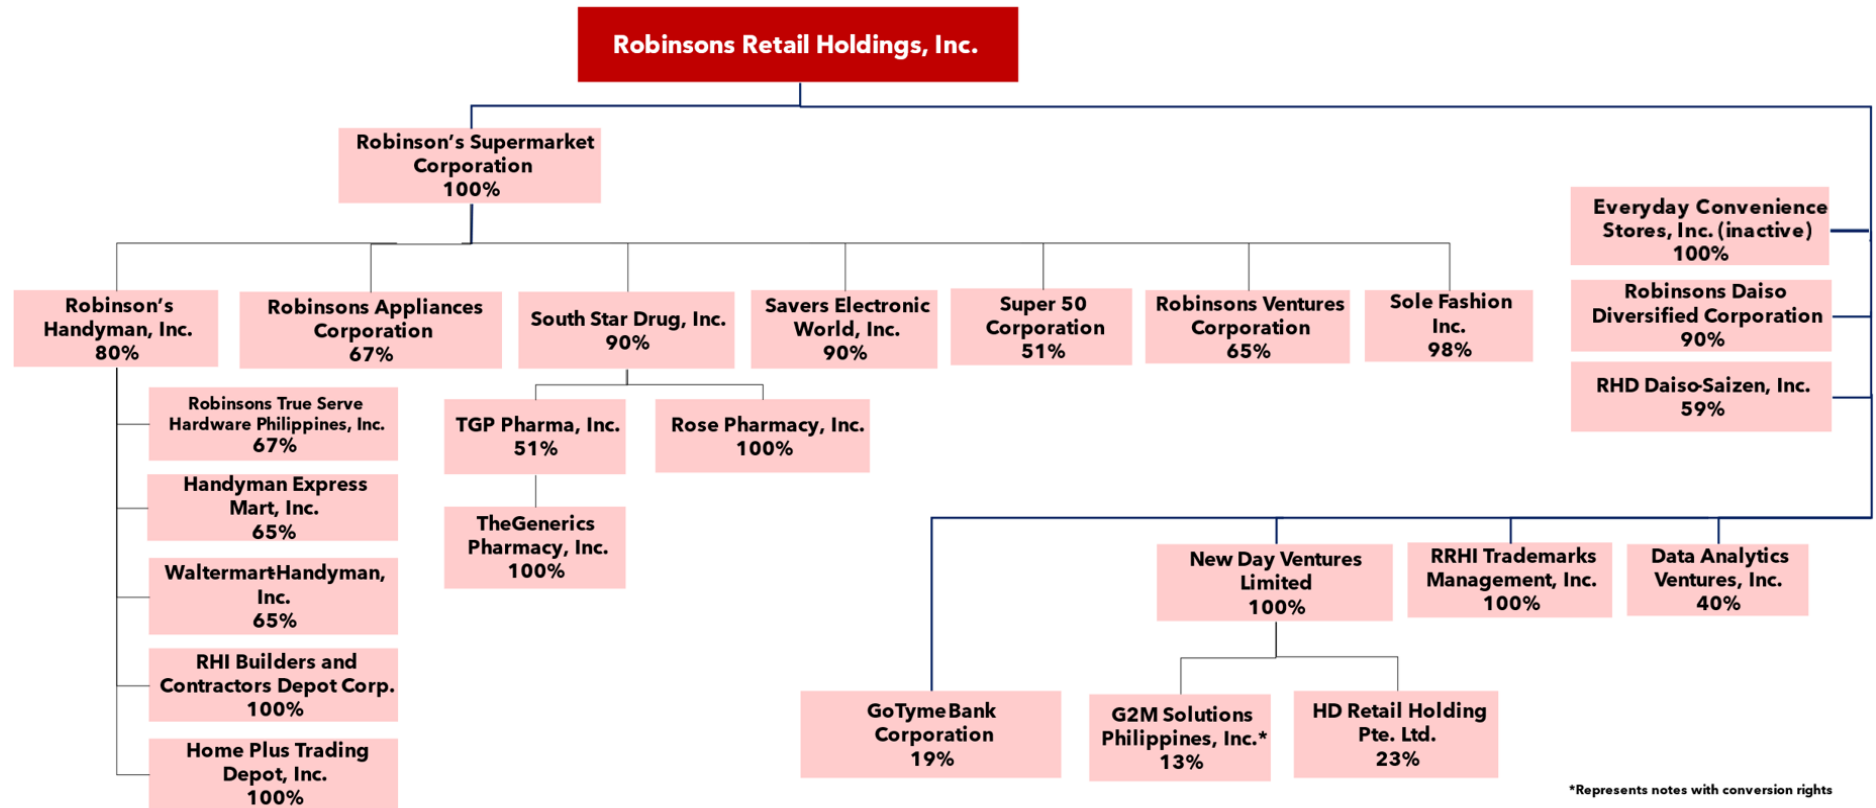 Robinsons Retail Holdings, Inc.
Robinson’s Supermarket
Corporation
100%
Everyday Convenience
Stores, Inc. (inactive)
100%
Robinsons Daiso
Diversified Corporation
90%
RHD Daiso-Saizen, Inc.
59%
Robinson’s
Handyman, Inc.
80%
Robinsons Appliances
Corporation
67%
South Star Drug, Inc.
90%
Savers Electronic
World, Inc.
90%
Super 50
Corporation
51%
Robinsons Ventures
Corporation
65%
Sole Fashion
Inc.
98%
Robinsons True Serve
Hardware Philippines, Inc.
67%
Handyman Express
Mart, Inc.
65%
Waltermart-Handyman,
Inc.
65%
RHI Builders and
Contractors Depot Corp.
100%
Home Plus Trading
Depot, Inc.
100%
TGP Pharma, Inc.
51%
Rose Pharmacy, Inc.
100%
TheGenerics
Pharmacy, Inc.
100%
New Day Ventures
Limited
100%
RRHI Trademarks
Management, Inc.
100%
Data Analytics
Ventures, Inc.
40%
GoTyme Bank
Corporation
19%
G2M Solutions
Philippines, Inc.*
13%
HD Retail Holding
Pte. Ltd.
23%
*Represents notes with conversion rights